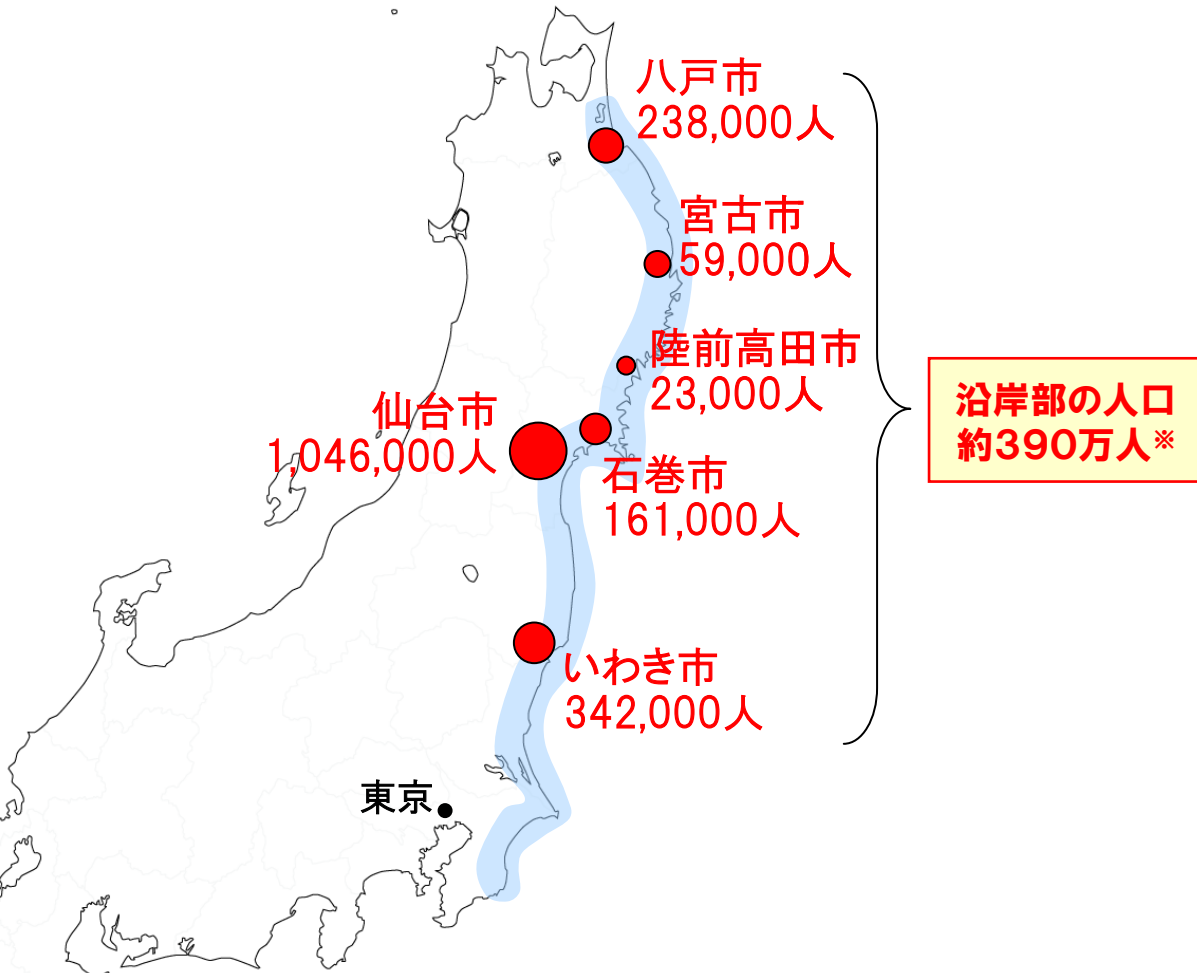 八戸市
238,000人
宮古市
59,000人
陸前高田市
23,000人
仙台市
1,046,000人
石巻市
161,000人
いわき市
342,000人
東京
沿岸部の人口
約390万人※